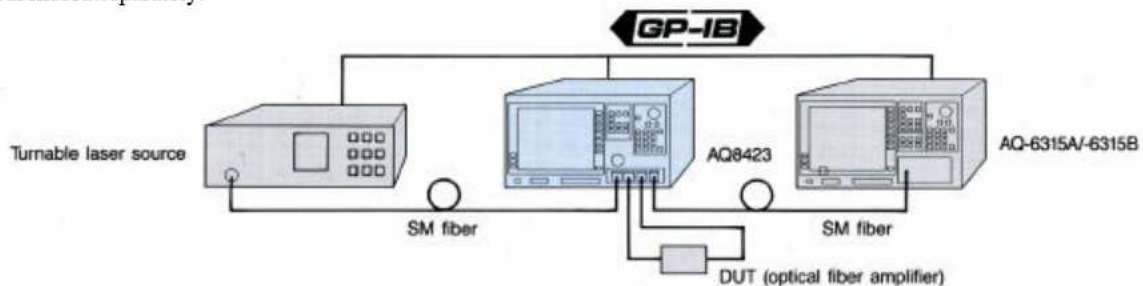 GP-IB
Turnable laser source
AQ8423
AQ-6315A/-6315B
SM fiber
SM fiber
DUT (optical fiber amplifier)